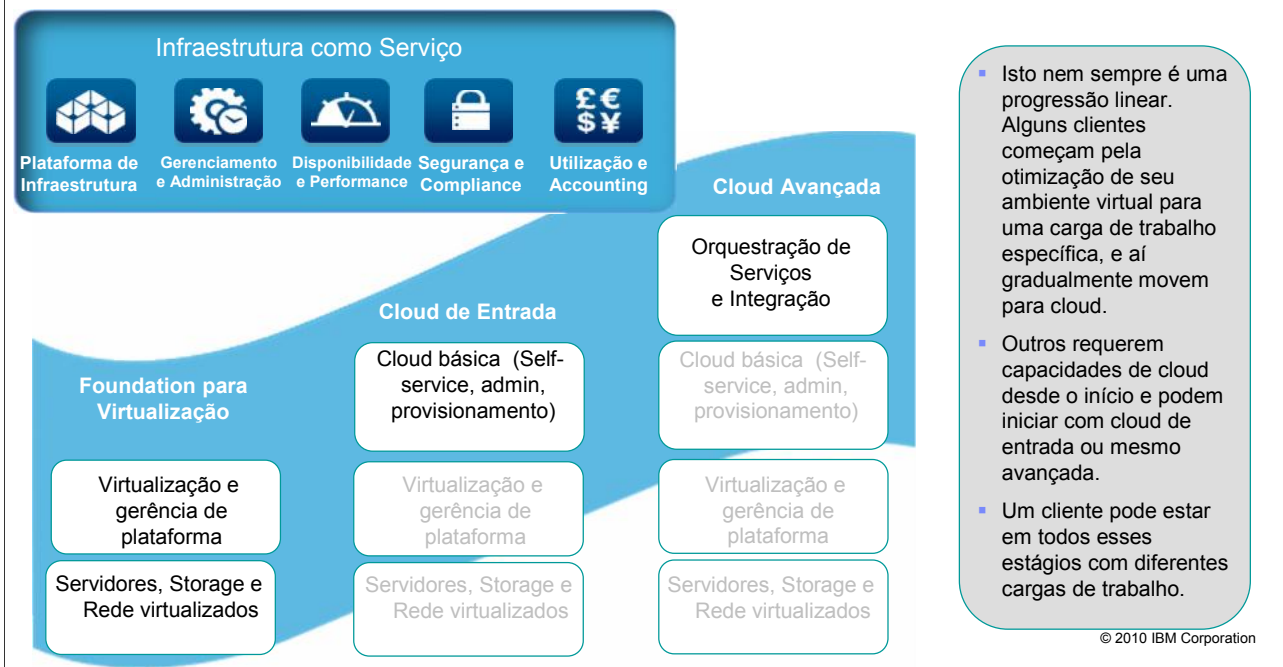 Infraestrutura como Serviço
Plataforma de
Infraestrutura
Gerenciamento
e Administração
Disponibilidade
e Performance
Segurança e
Compliance
£ €
$ ¥
Utilização e
Accounting
Foundation para
Virtualização
Virtualização e
gerência de
plataforma
Servidores, Storage e
Rede virtualizados
Cloud de Entrada
Cloud básica (Self-
service, admin,
provisionamento)
Virtualização e
gerência de
plataforma
Servidores, Storage e
Rede virtualizados
Cloud Avançada
Orquestração de
Serviços
e Integração
Cloud básica (Self-
service, admin,
provisionamento)
Virtualização e
gerência de
plataforma
Servidores, Storage e
Rede virtualizados
▪ Isto nem sempre é uma
progressão linear.
Alguns clientes
começam pela
otimização de seu
ambiente virtual para
uma carga de trabalho
específica, e aí
gradualmente movem
para cloud.
▪ Outros requerem
capacidades de cloud
desde o início e podem
iniciar com cloud de
entrada ou mesmo
avançada.
▪ Um cliente pode estar
em todos esses
estágios com diferentes
cargas de trabalho.
© 2010 IBM Corporation